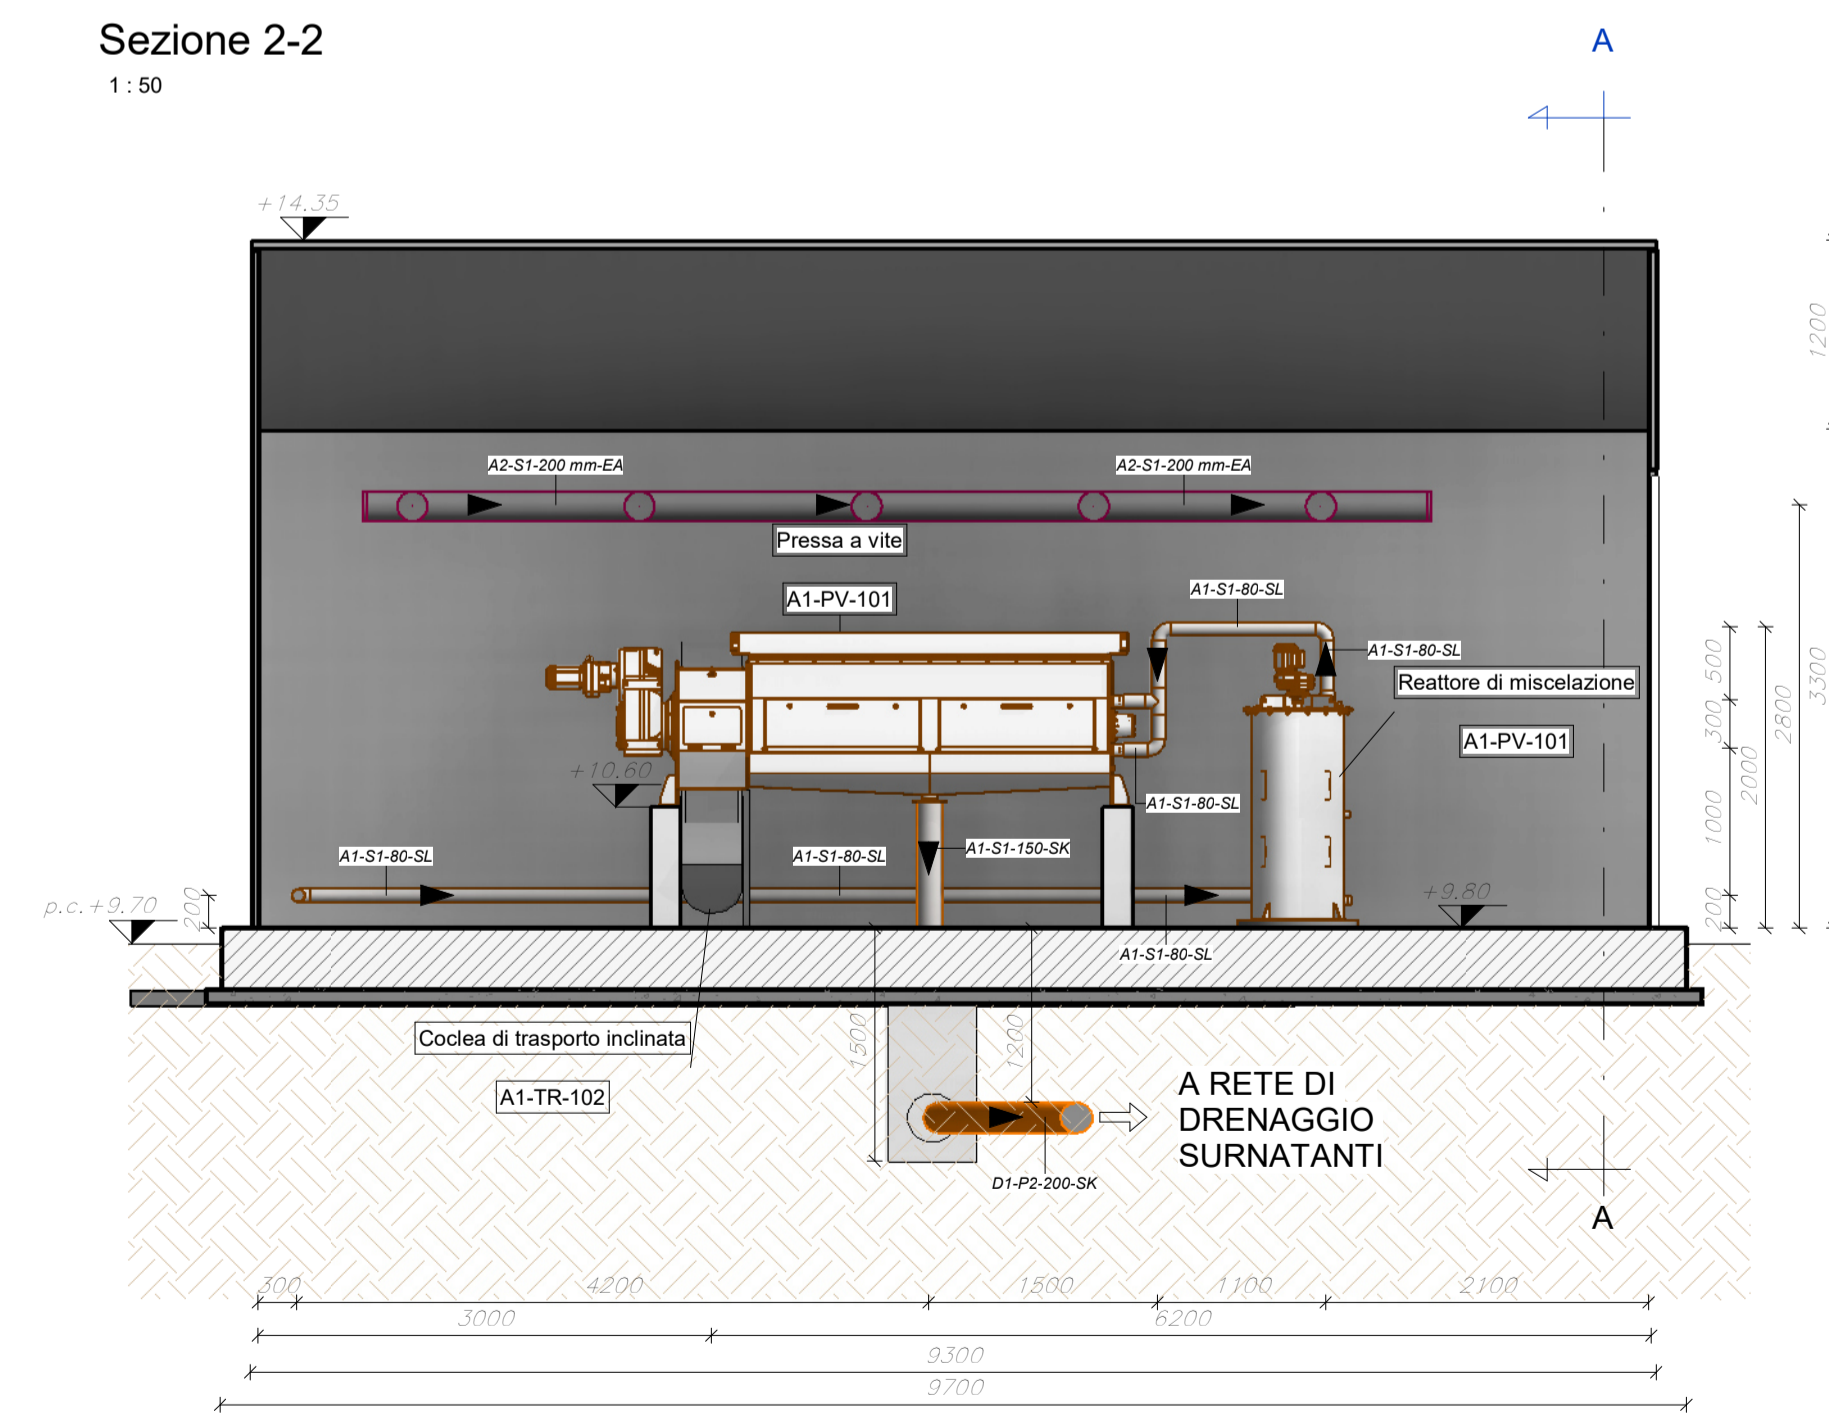 Sezione 2-2
A
1 : 50
+14.35
1200
A2-S1-200 mm-EA
A2-S1-200 mm-EA
Pressa a vite
A1-PV-101
A1-S1-80-SL
A1-S1-80-SL
Reattore di miscelazione
A1-PV-101
500
300
1000
200
2000
2800
3300
+10.60
A1-S1-80-SL
A1-S1-80-SL
A1-S1-80-SL
A1-S1-150-SK
+9.80
p.c.+9.70
200
A1-S1-80-SL
Coclea di trasporto inclinata
A1-TR-102
1500
1200
A RETE DI
DRENAGGIO
SURNATANTI
D1-P2-200-SK
A
300
4200
1500
1100
2100
3000
6200
9300
9700